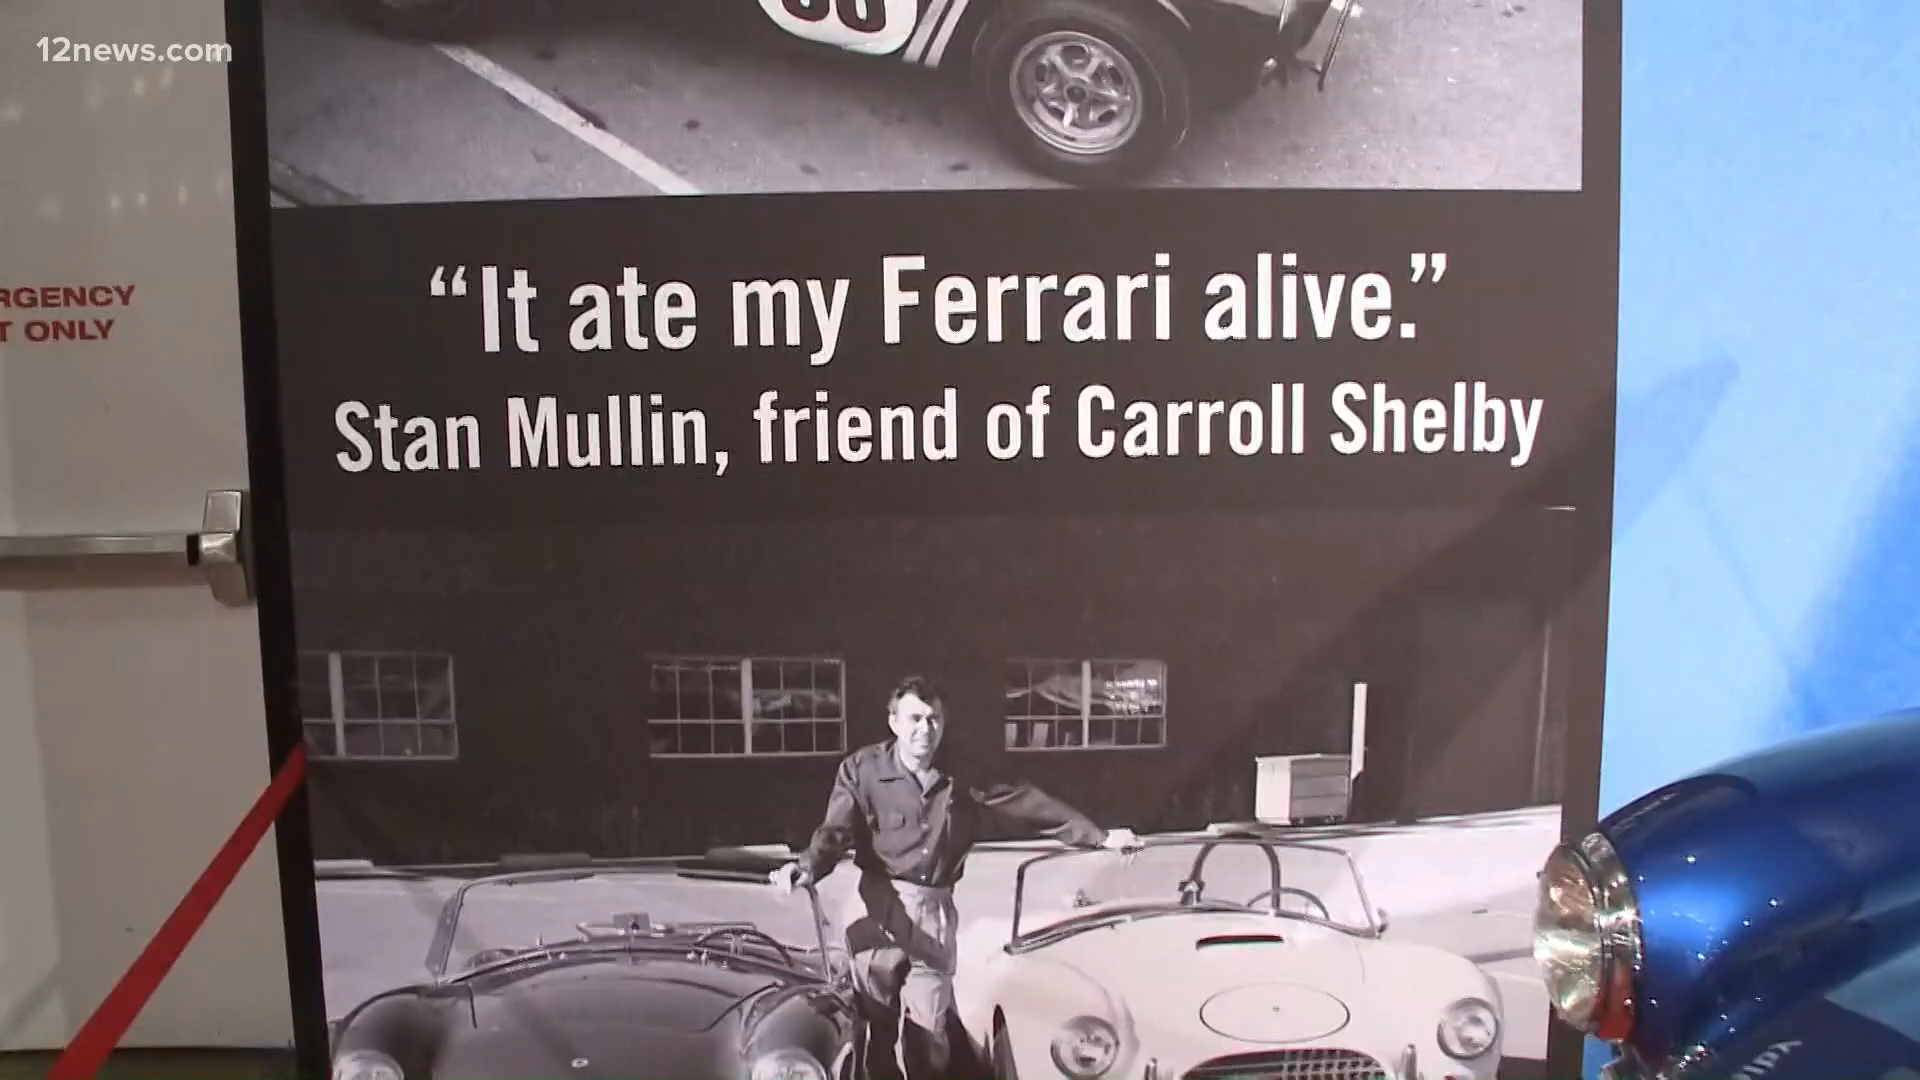 12news.com
“It ate my Ferrari alive.”
Stan Mullin, friend of Carroll Shelby
RGENCY
T ONLY